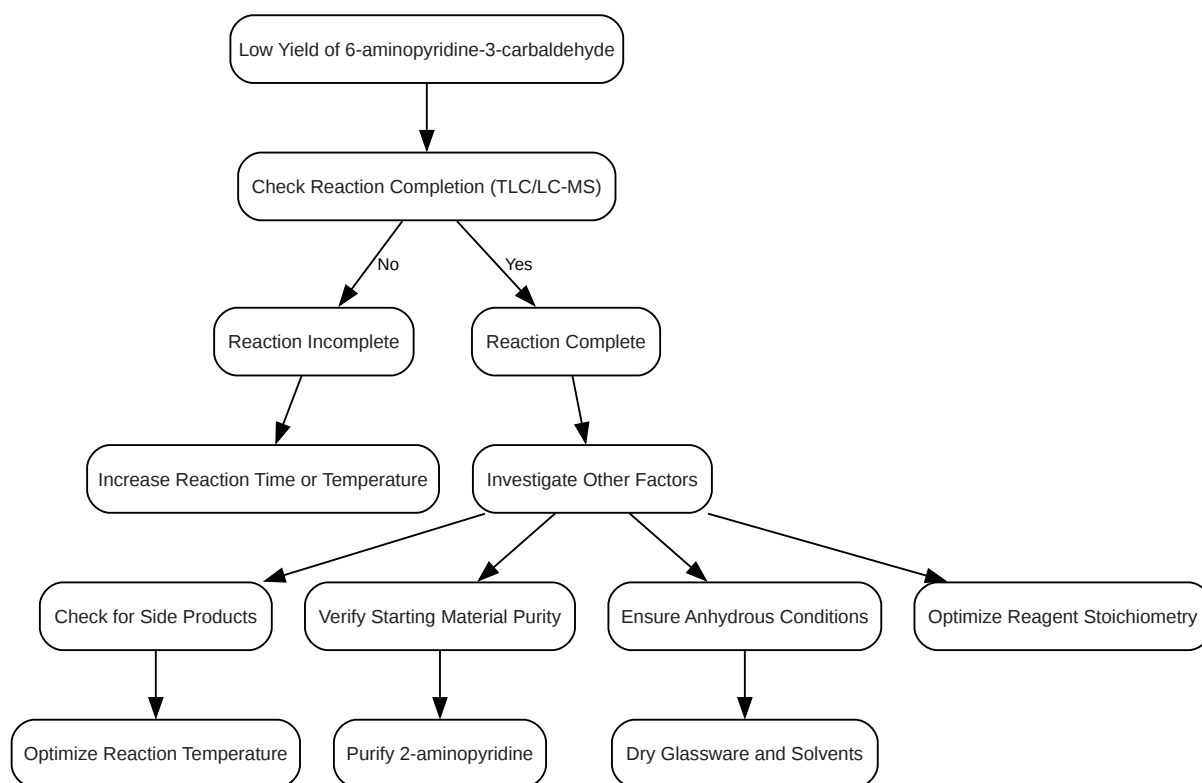 Low Yield of 6-aminopyridine-3-carbaldehyde
Check Reaction Completion (TLC/LC-MS)
No
Yes
Reaction Incomplete
Reaction Complete
Increase Reaction Time or Temperature
Investigate Other Factors
Check for Side Products
Verify Starting Material Purity
Ensure Anhydrous Conditions
Optimize Reagent Stoichiometry
Optimize Reaction Temperature
Purify 2-aminopyridine
Dry Glassware and Solvents